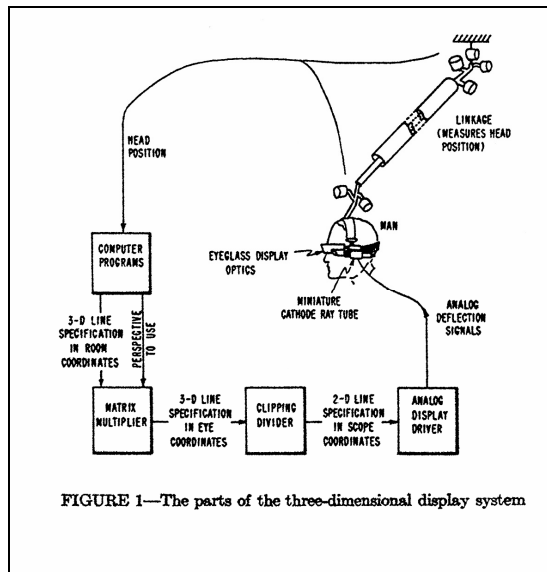 LINKAGE
(MEASURES HEAD
POSITION)
HEAD
POSITION
MAN
EYEGLASS DISPLAY
OPTICS
MINIATURE
CATHODE RAY TUBE
COMPUTER
PROGRAMS
ANALOG
DEFLECTION
SIGNALS
3-D LINE
SPECIFICATION
IN ROOM
COORDINATES
PERSPECTIVE
TO USE
MATRIX
MULTIPLIER
3-D LINE
SPECIFICATION
IN EYE
COORDINATES
CLIPPING
DIVIDER
2-D LINE
SPECIFICATION
IN SCOPE
COORDINATES
ANALOG
DISPLAY
DRIVER
FIGURE 1—The parts of the three-dimensional display system